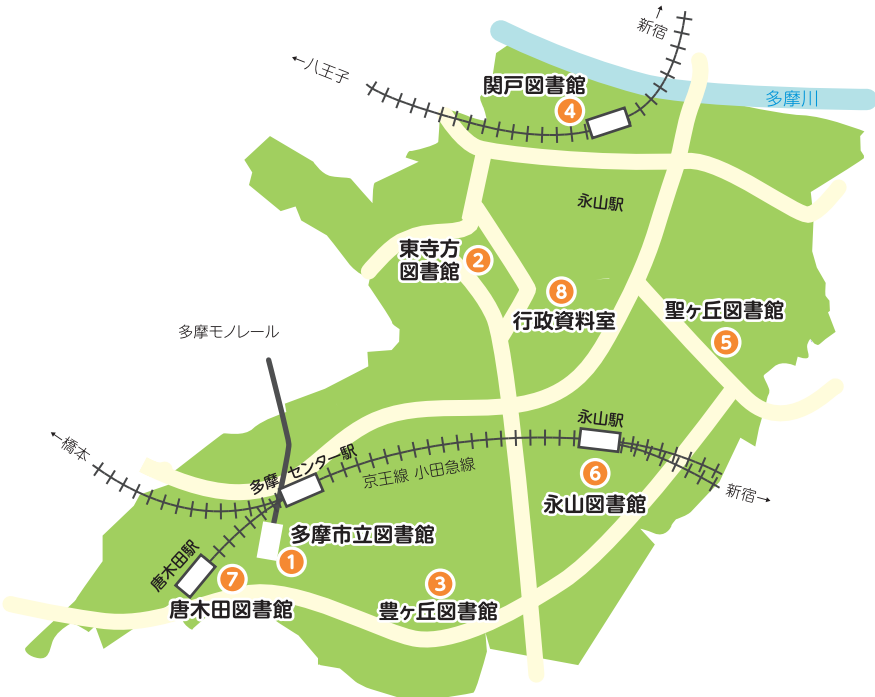 ↑
新宿
←八王子
関戸図書館
4
多摩川
永山駅
東寺方
図書館
2
8
行政資料室
聖ヶ丘図書館
5
多摩モノレール
←橋本
永山駅
多摩センター駅
京王線 小田急線
6
永山図書館
新宿→
多摩市立図書館
1
唐木田駅
7
唐木田図書館
3
豊ヶ丘図書館